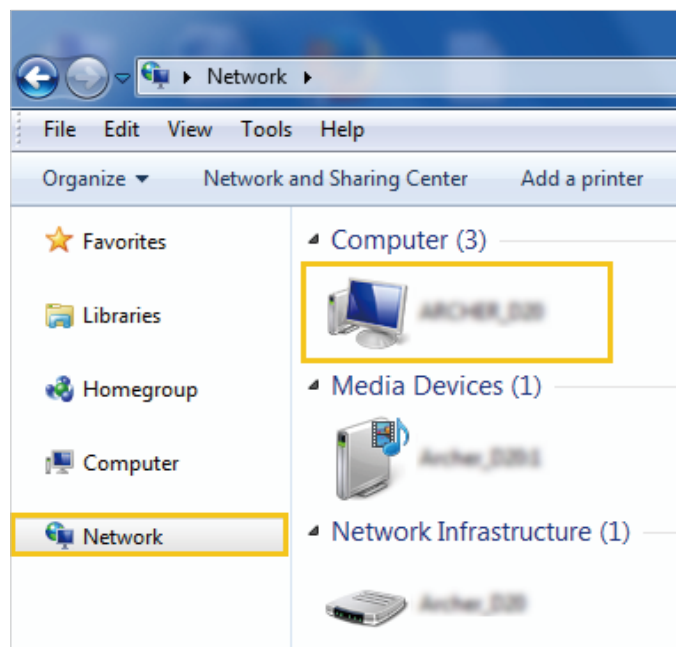 Network
File Edit View Tools Help
Organize Network and Sharing Center Add a printer
Favorites
Libraries
Homegroup
Computer
Network
Computer (3)
Media Devices (1)
Network Infrastructure (1)